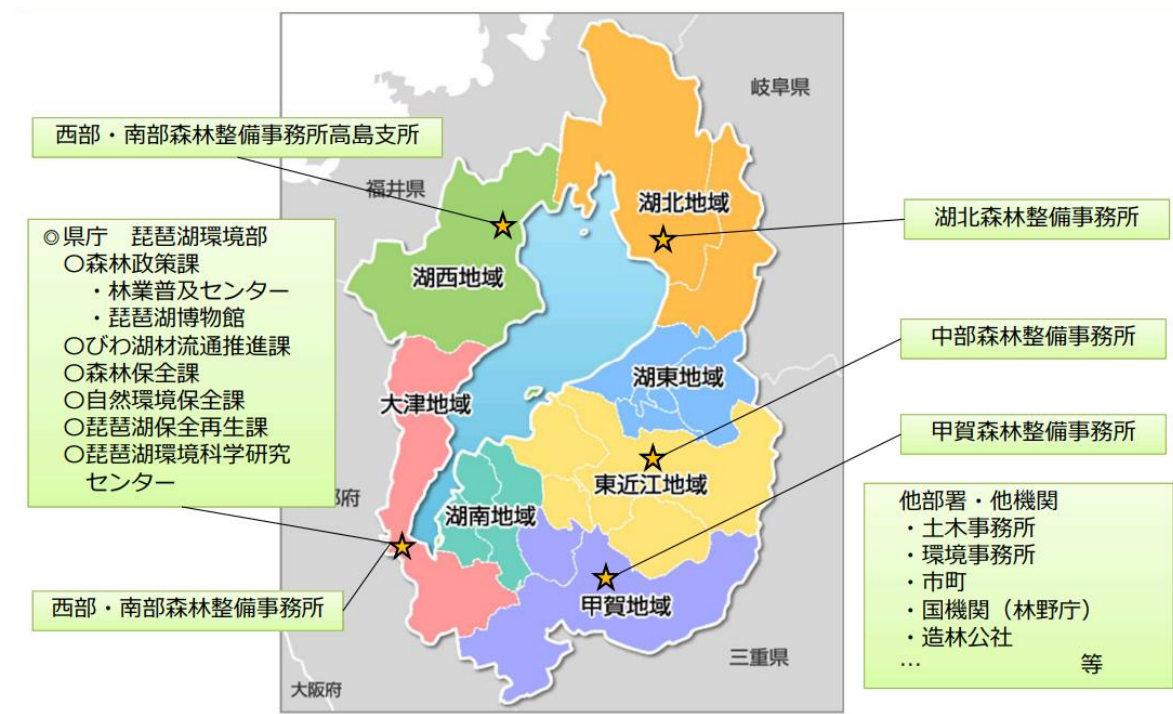 岐阜県
西部・南部森林整備事務所高島支所
福井県
湖北地域
湖北森林整備事務所
◎県庁　琵琶湖環境部
〇森林政策課
・林業普及センター
・琵琶湖博物館
〇びわ湖材流通推進課
〇森林保全課
〇自然環境保全課
〇琵琶湖保全再生課
〇琵琶湖環境科学研究
センター
湖西地域
中部森林整備事務所
湖東地域
大津地域
甲賀森林整備事務所
東近江地域
府
湖南地域
他部署・他機関
・土木事務所
・環境事務所
・市町
・国機関（林野庁）
・造林公社
…　等
西部・南部森林整備事務所
甲賀地域
三重県
大阪府